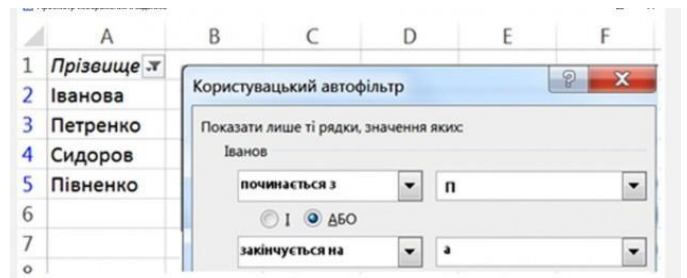 A B C D E F
1 Прізвище
2 Іванова
3 Петренко
4 Сидоров
5 Півненко
6
7
Користувацький автофільтр
Показати лише ті рядки, значення яких:
Іванов
починається з п
І АБО
закінчується на а